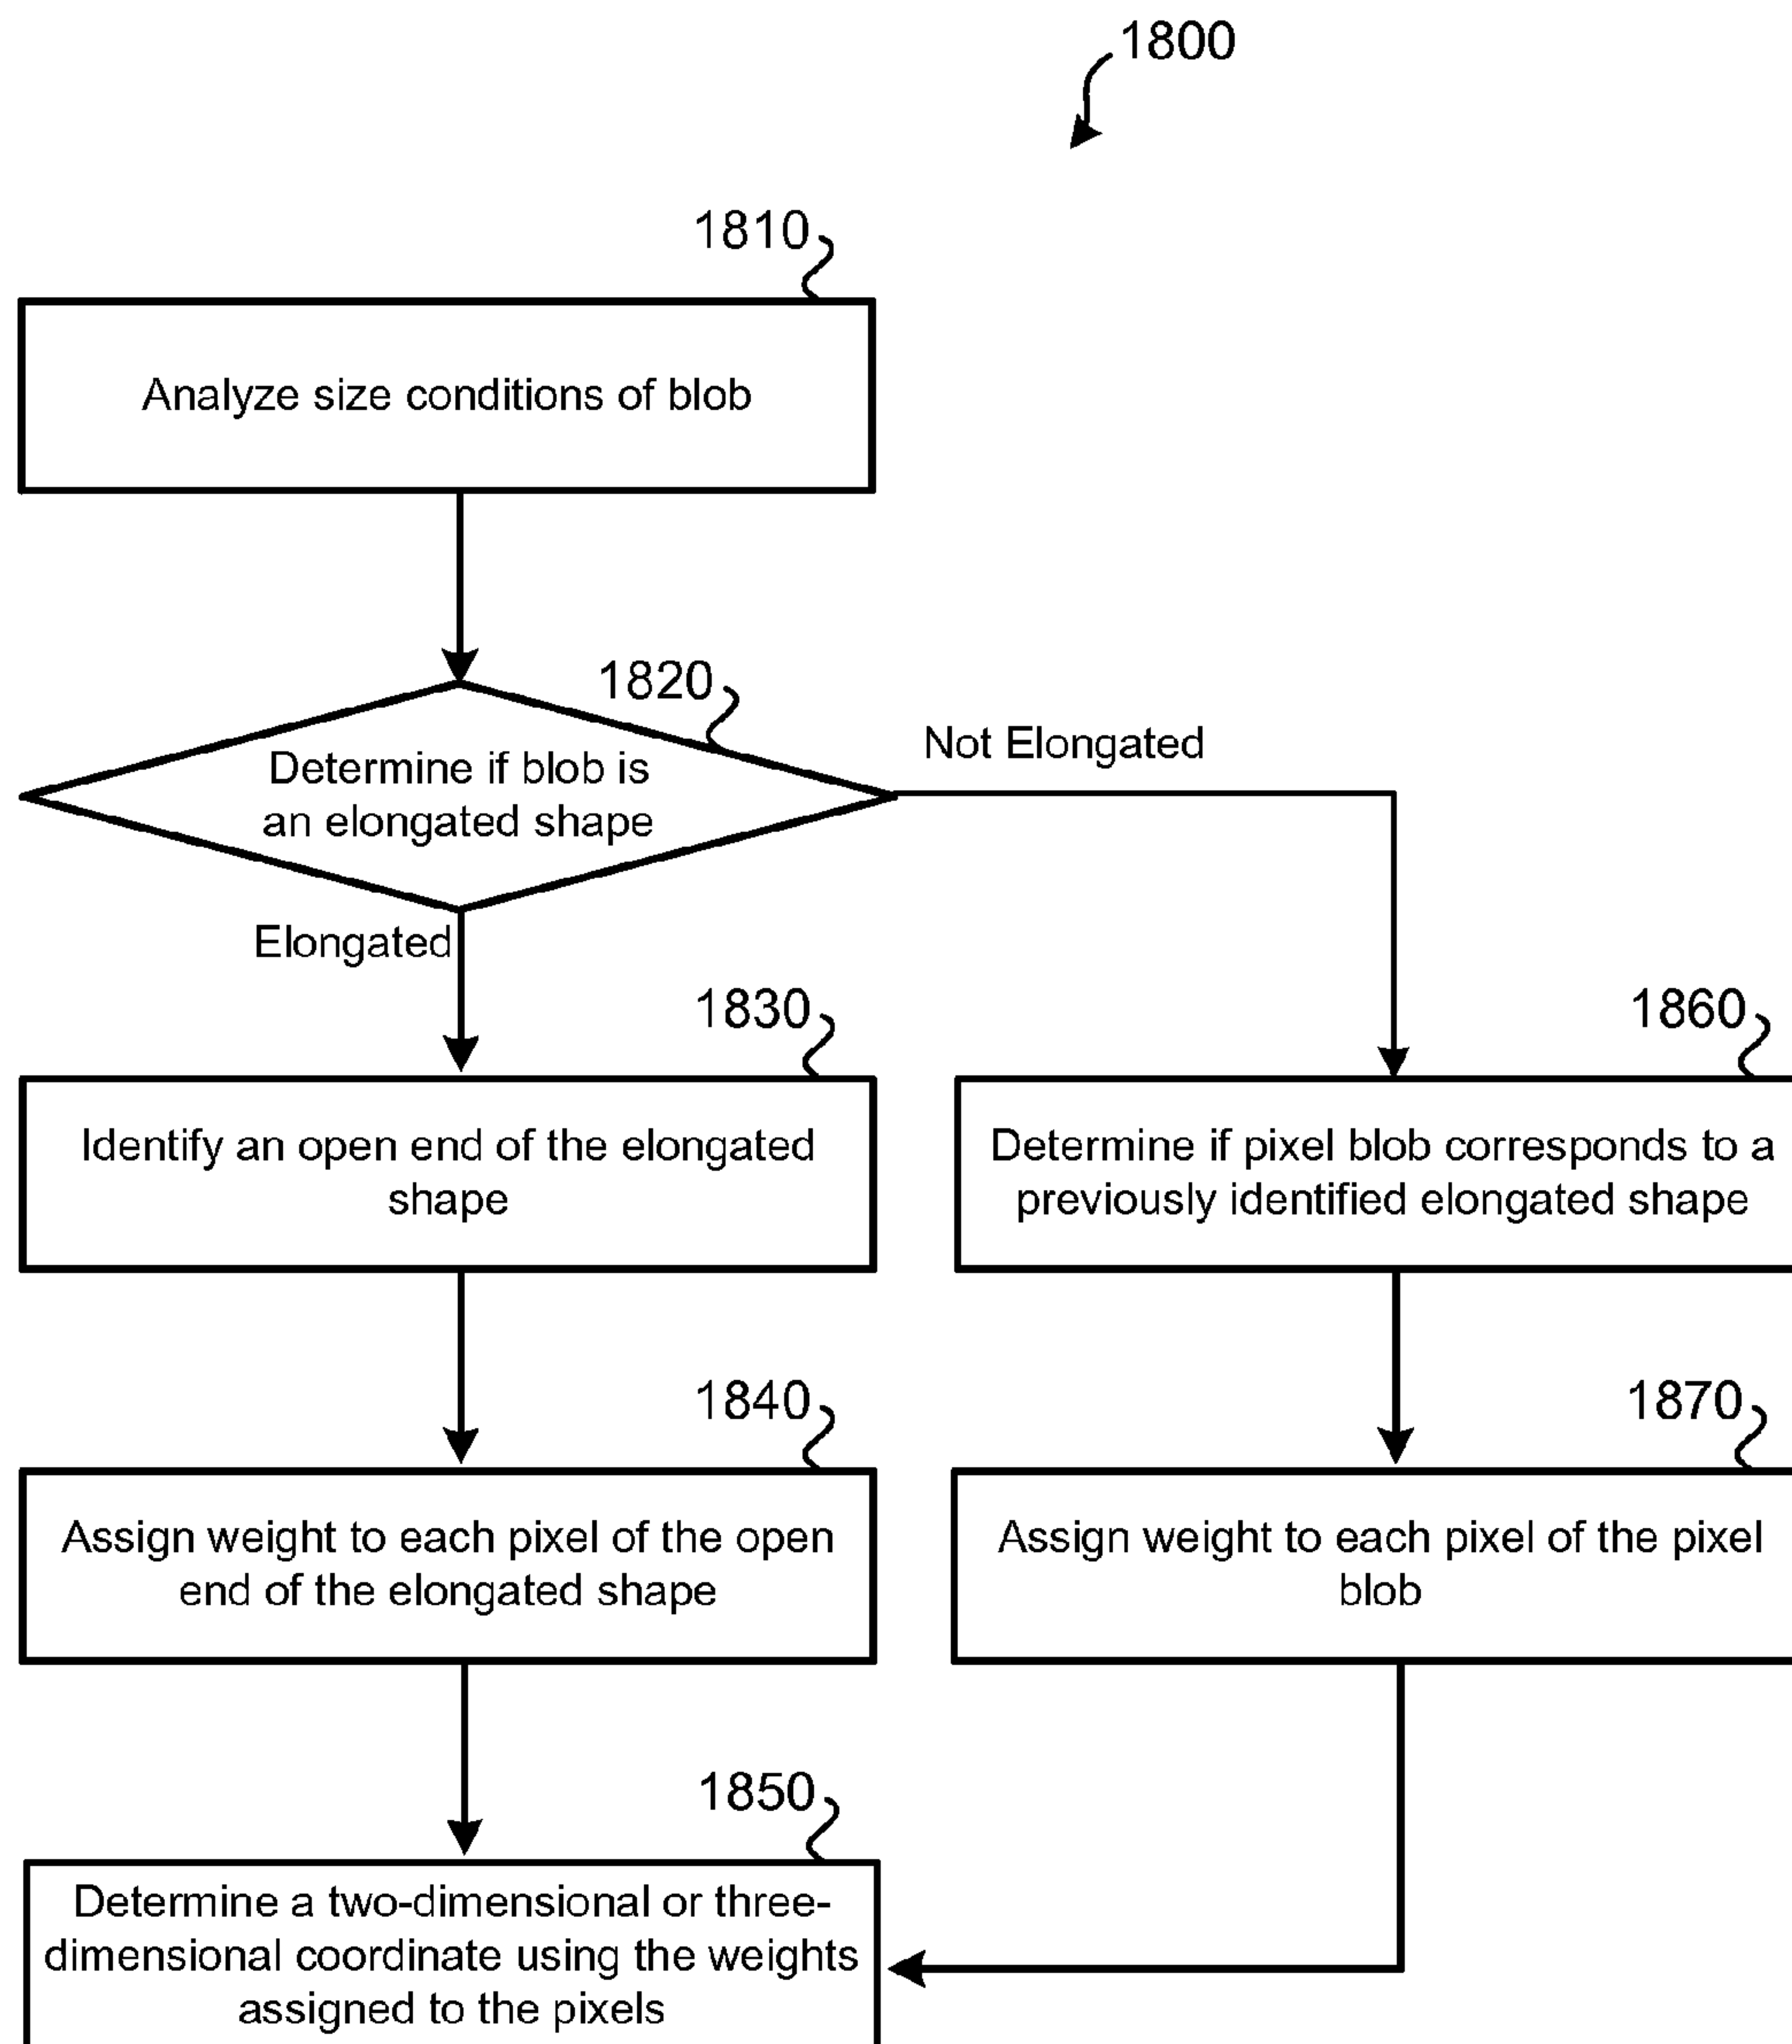 1800
1810
Analyze size conditions of blob
1820
Determine if blob is
an elongated shape
Not Elongated
Elongated
1830
Identify an open end of the elongated
shape
1860
Determine if pixel blob corresponds to a
previously identified elongated shape
1840
Assign weight to each pixel of the open
end of the elongated shape
1870
Assign weight to each pixel of the pixel
blob
1850
Determine a two-dimensional or three-
dimensional coordinate using the weights
assigned to the pixels